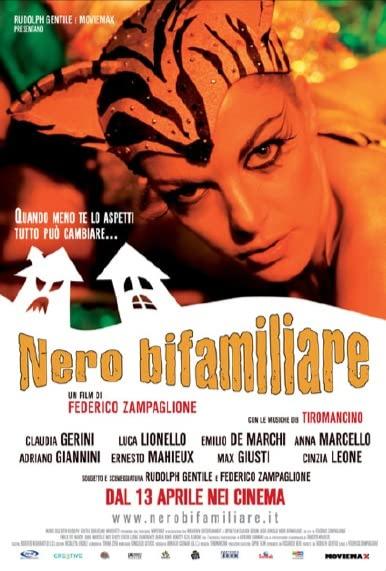 RUDOLPH GENTILE e MOVIEMAX
PRESENTANO
QUANDO MENO TE LO ASPETTI
TUTTO PUÒ CAMBIARE...
Nero bifamiliare
UN FILM DI
FEDERICO ZAMPAGLIONE
CON LE MUSICHE DEI TIROMANCINO
CLAUDIA GERINI LUCA LIONELLO EMILIO DE MARCHI ANNA MARCELLO
ADRIANO GIANNINI ERNESTO MAHIEUX MAX GIUSTI CINZIA LEONE
SOGGETTO E SCENEGGIATURA RUDOLPH GENTILE e FEDERICO ZAMPAGLIONE
DAL 13 APRILE NEI CINEMA
www.nerobifamiliare.it
MOVIEMAX